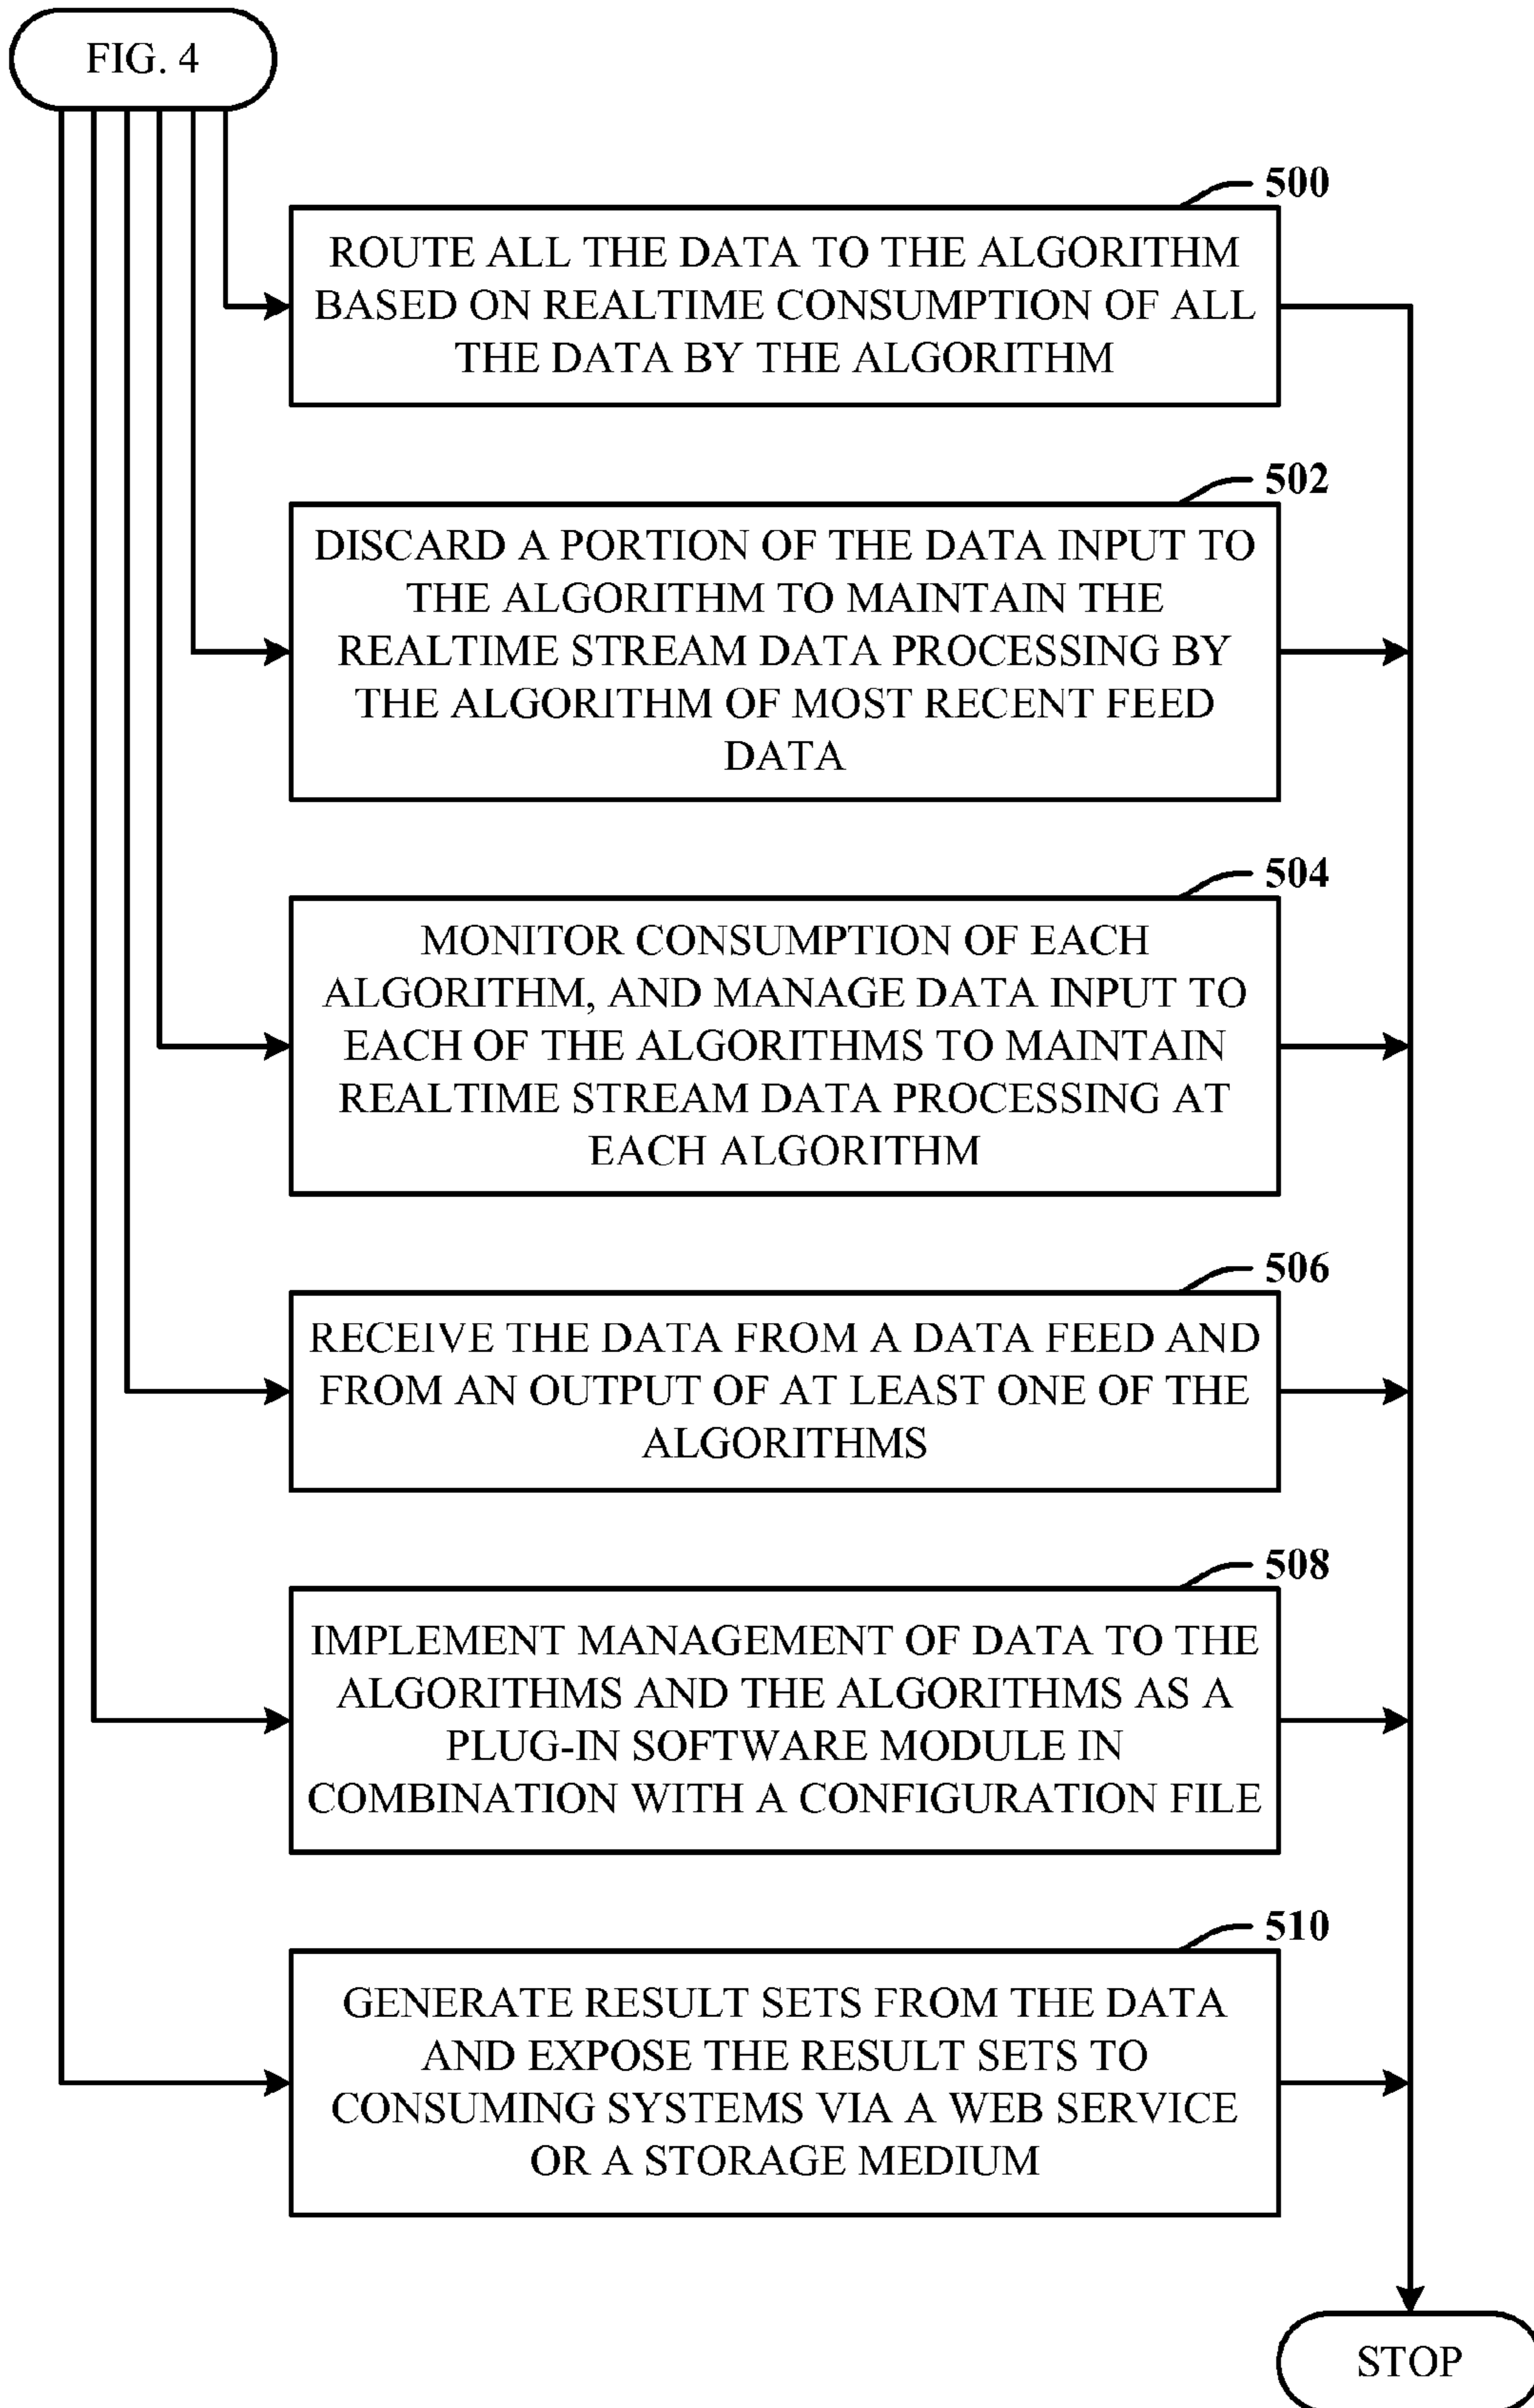 FIG. 4
500
ROUTE ALL THE DATA TO THE ALGORITHM
BASED ON REALTIME CONSUMPTION OF ALL
THE DATA BY THE ALGORITHM
502
DISCARD A PORTION OF THE DATA INPUT TO
THE ALGORITHM TO MAINTAIN THE
REALTIME STREAM DATA PROCESSING BY
THE ALGORITHM OF MOST RECENT FEED
DATA
504
MONITOR CONSUMPTION OF EACH
ALGORITHM, AND MANAGE DATA INPUT TO
EACH OF THE ALGORITHMS TO MAINTAIN
REALTIME STREAM DATA PROCESSING AT
EACH ALGORITHM
506
RECEIVE THE DATA FROM A DATA FEED AND
FROM AN OUTPUT OF AT LEAST ONE OF THE
ALGORITHMS
508
IMPLEMENT MANAGEMENT OF DATA TO THE
ALGORITHMS AND THE ALGORITHMS AS A
PLUG-IN SOFTWARE MODULE IN
COMBINATION WITH A CONFIGURATION FILE
510
GENERATE RESULT SETS FROM THE DATA
AND EXPOSE THE RESULT SETS TO
CONSUMING SYSTEMS VIA A WEB SERVICE
OR A STORAGE MEDIUM
STOP